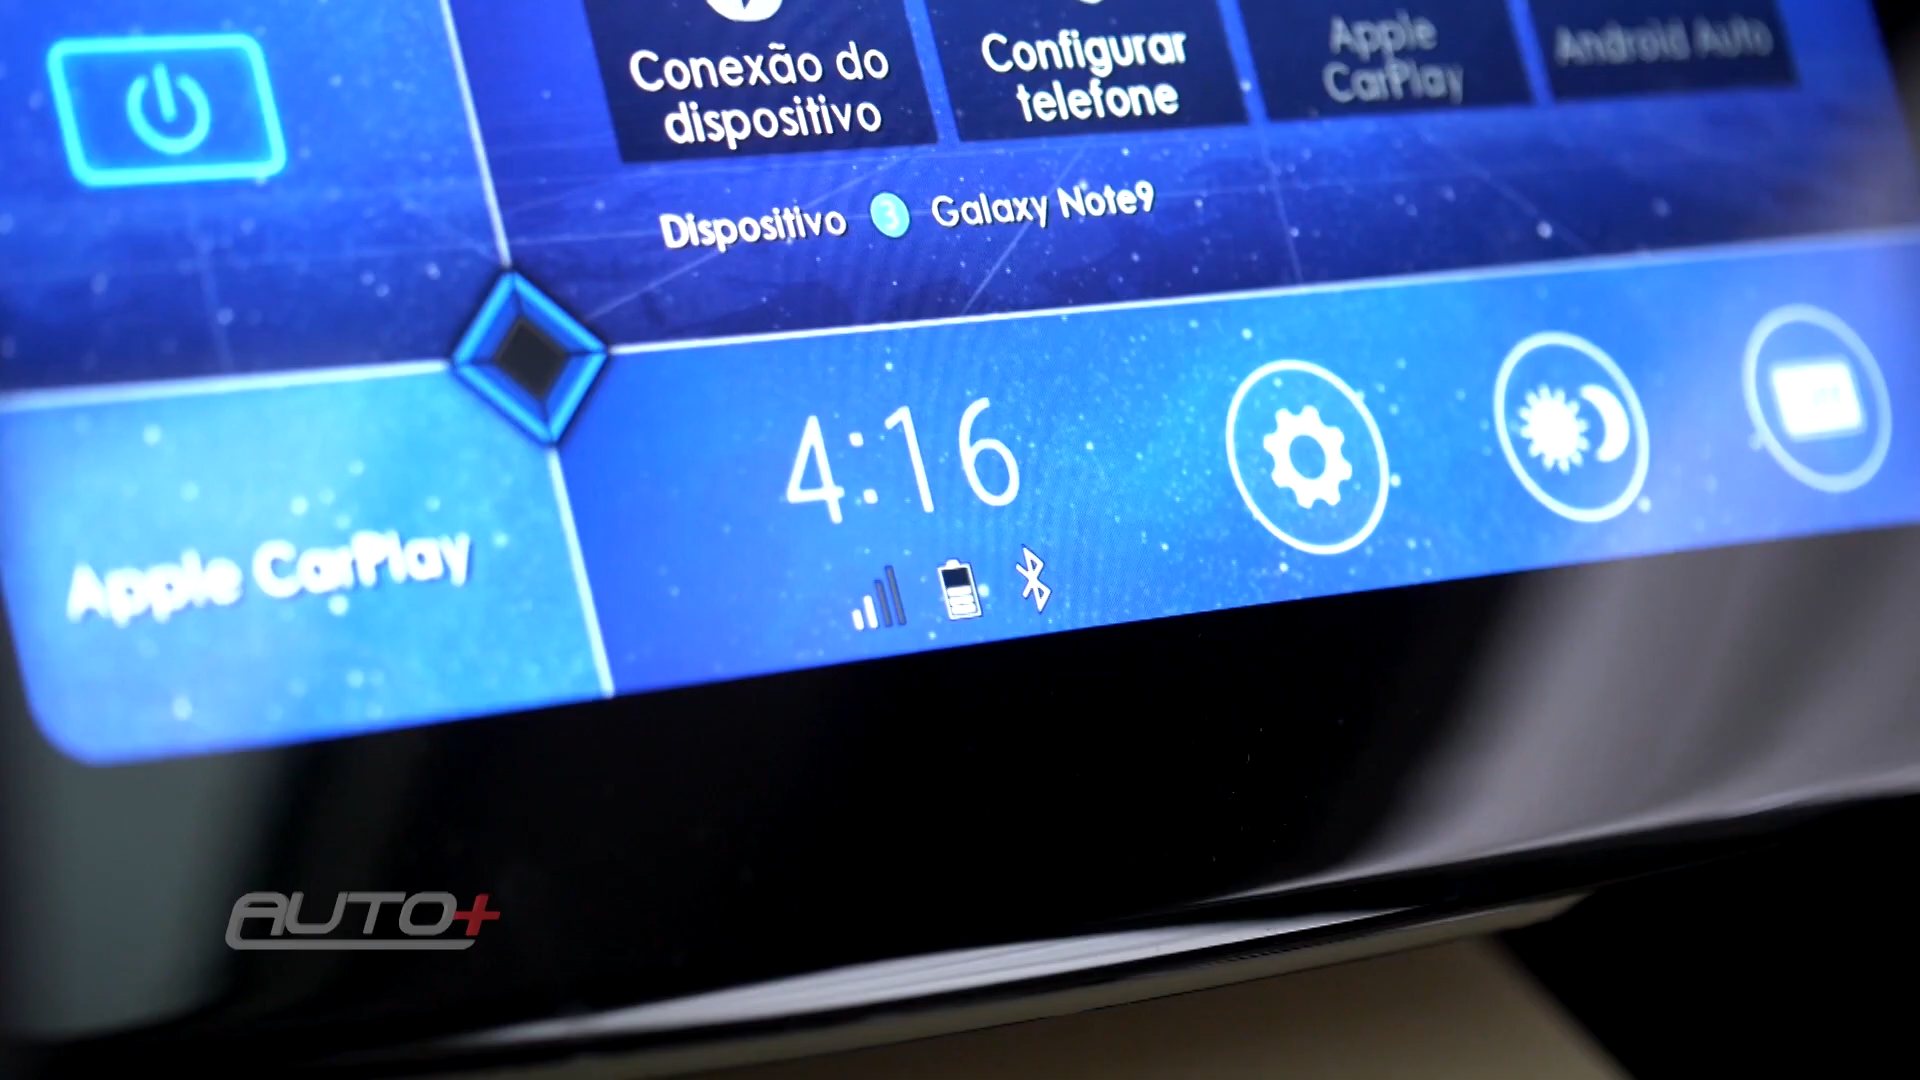 Conexão do
dispositivo
Configurar
telefone
Apple
CarPlay
Android Auto
Dispositivo 3 Galaxy Note9
4:16
Apple CarPlay
AUTO+